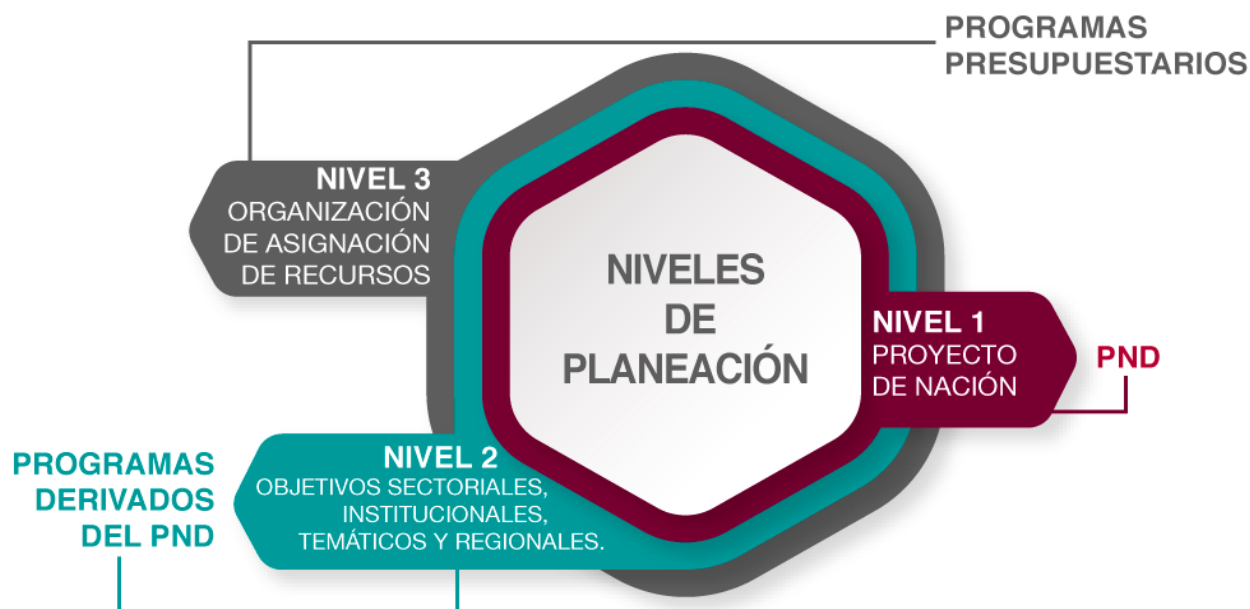 PROGRAMAS
PRESUPUESTARIOS
NIVEL 3
ORGANIZACIÓN
DE ASIGNACIÓN
DE RECURSOS
NIVELES
DE
PLANEACIÓN
NIVEL 1
PROYECTO
DE NACIÓN
PND
PROGRAMAS
DERIVADOS
DEL PND
NIVEL 2
OBJETIVOS SECTORIALES,
INSTITUCIONALES,
TEMÁTICOS Y REGIONALES.